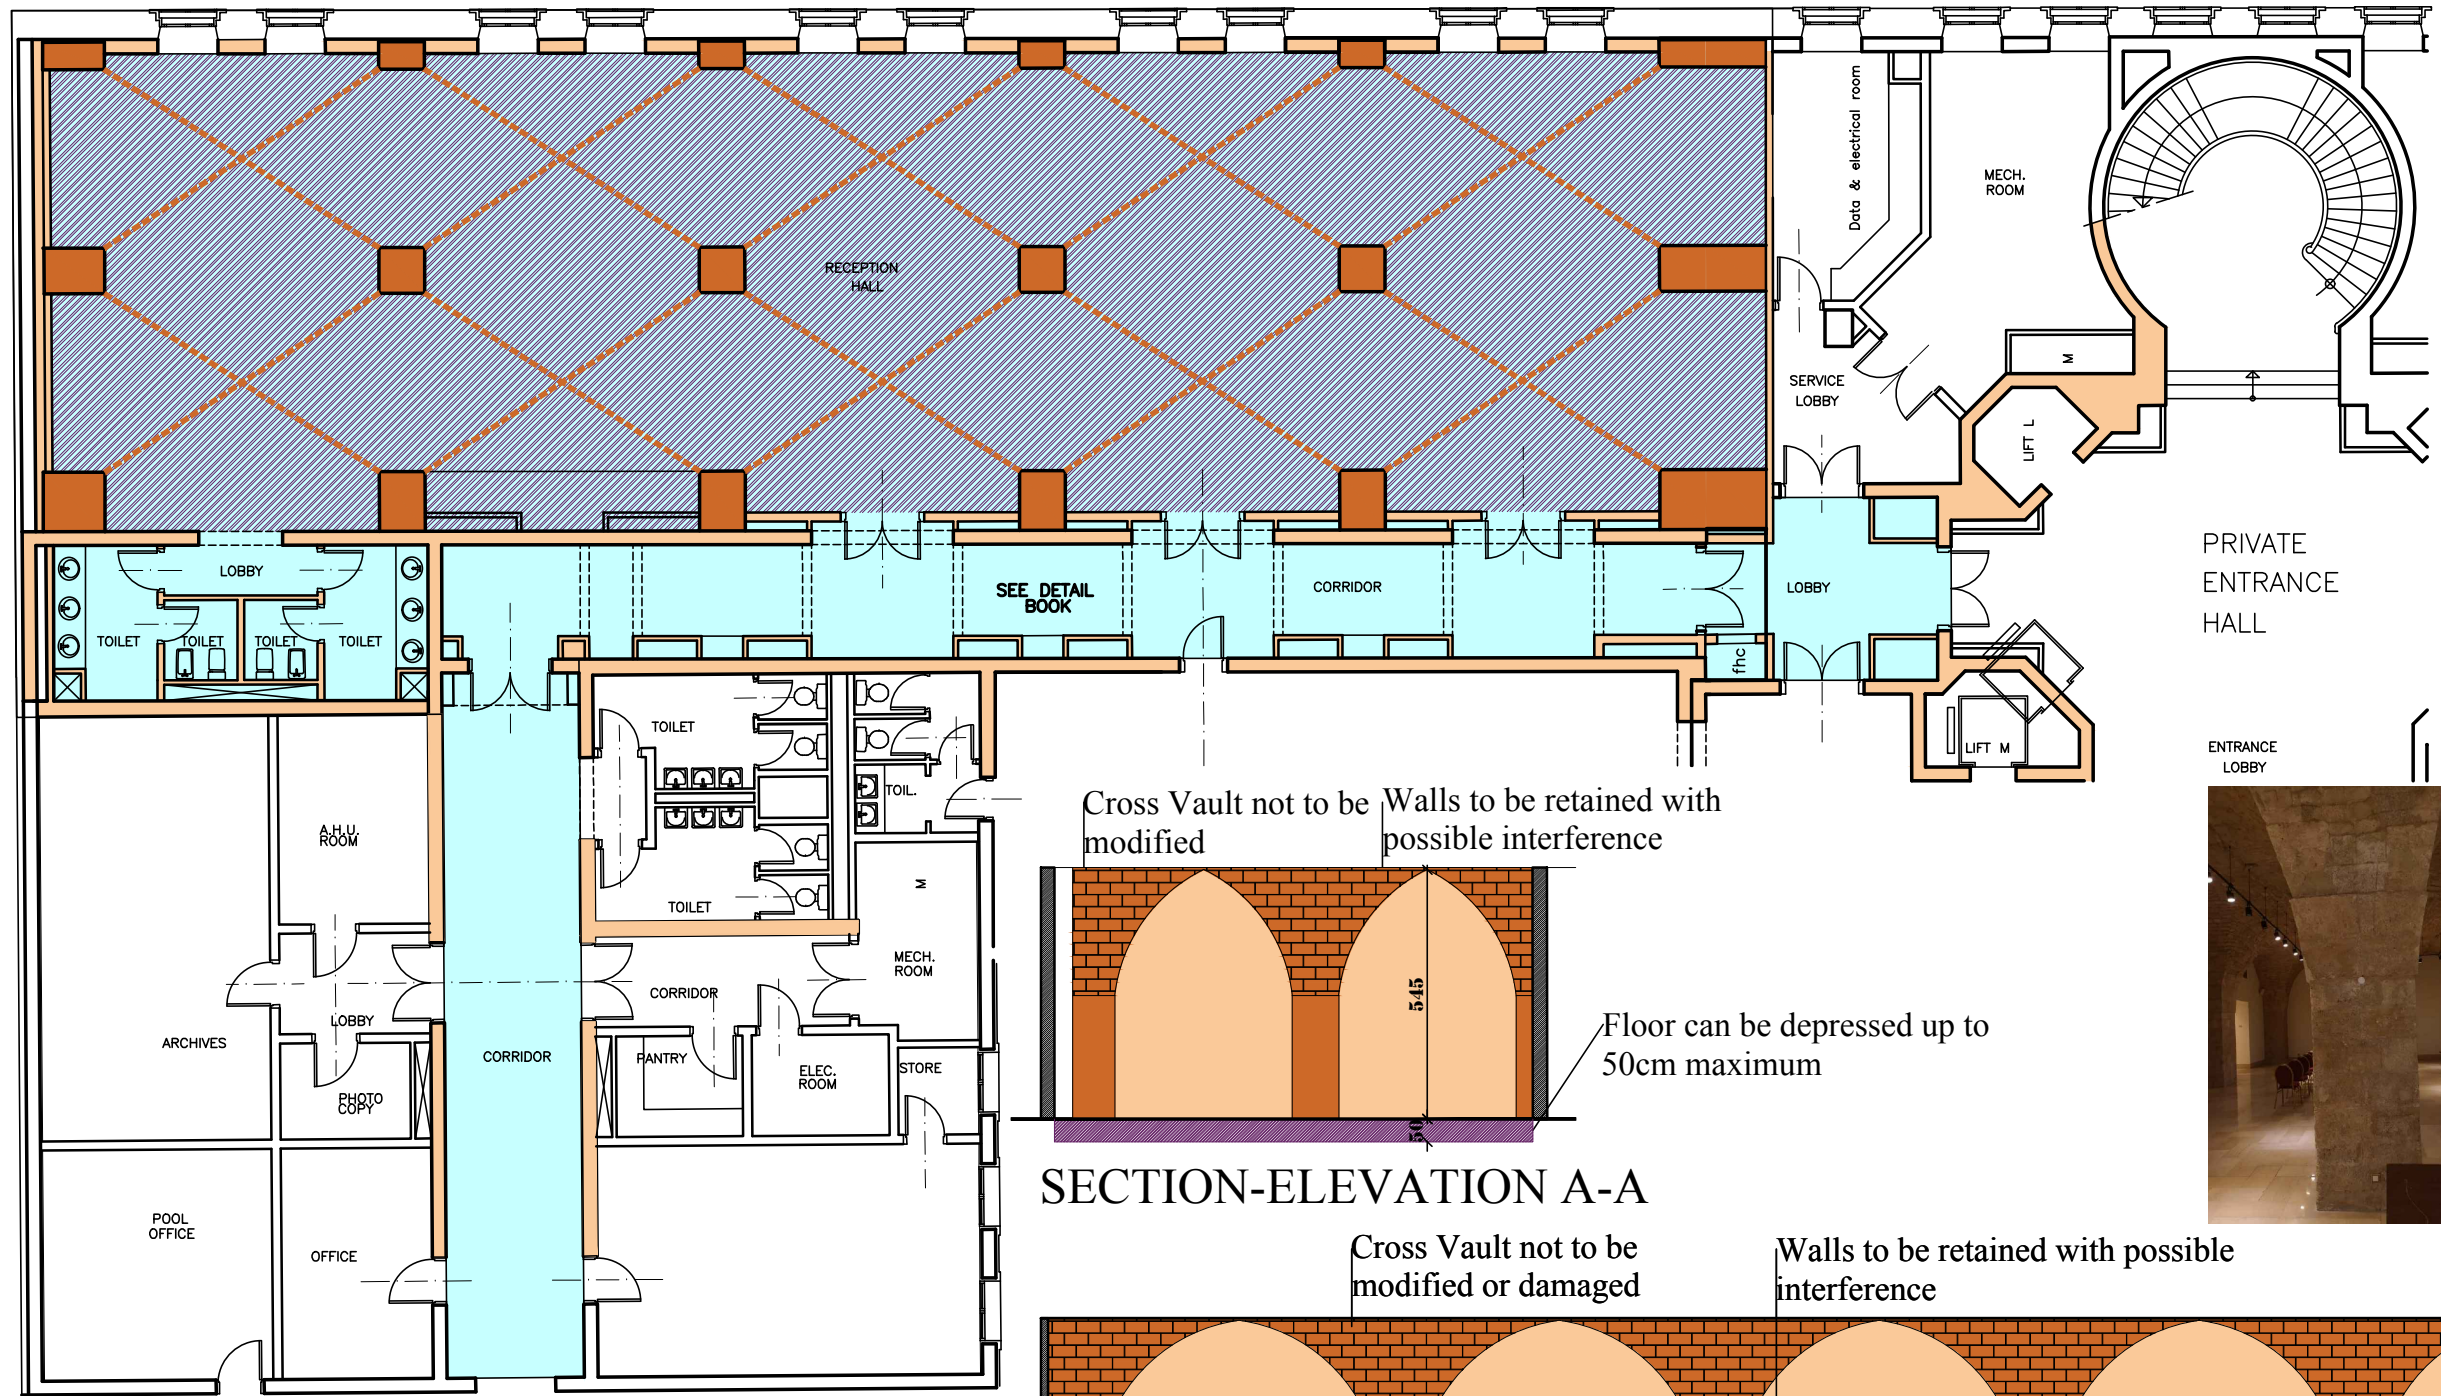 Data & electrical room
MECH.
ROOM
RECEPTION
HALL
M
SERVICE
LOBBY
LIFT L
PRIVATE
ENTRANCE
HALL
LOBBY
SEE DETAIL
BOOK
CORRIDOR
LOBBY
TOILET
TOILET
TOILET
TOILET
fhc
TOILET
LIFT M
ENTRANCE
LOBBY
TOIL.
A.H.U.
ROOM
M
TOILET
MECH.
ROOM
CORRIDOR
LOBBY
ARCHIVES
CORRIDOR
PANTRY
ELEC.
ROOM
STORE
PHOTO
COPY
POOL
OFFICE
OFFICE
Cross Vault not to be
modified
Walls to be retained with
possible interference
545
50
Floor can be depressed up to
50cm maximum
SECTION-ELEVATION A-A
Cross Vault not to be
modified or damaged
Walls to be retained with possible
interference